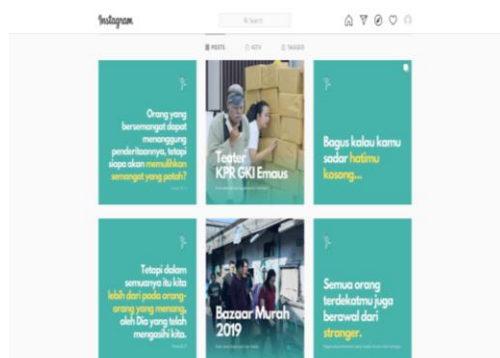 Instagram
Search
POSTS
IGTV
TAGGED
Orang yang
bersemangat dapat
menanggung
penderitaannya, tetapi
siapa akan memulihkan
semangat yang patah?
Teater
KPR GKI Emaus
Bagus kalau kamu
sadar hatimu
kosong...
Tetapi dalam
semuanya itu kita
lebih dari pada orang-
orang yang menang,
oleh Dia yang telah
mengasihi kita.
Bazaar Murah
2019
Semua orang
terdekatmu juga
berawal dari
stranger.